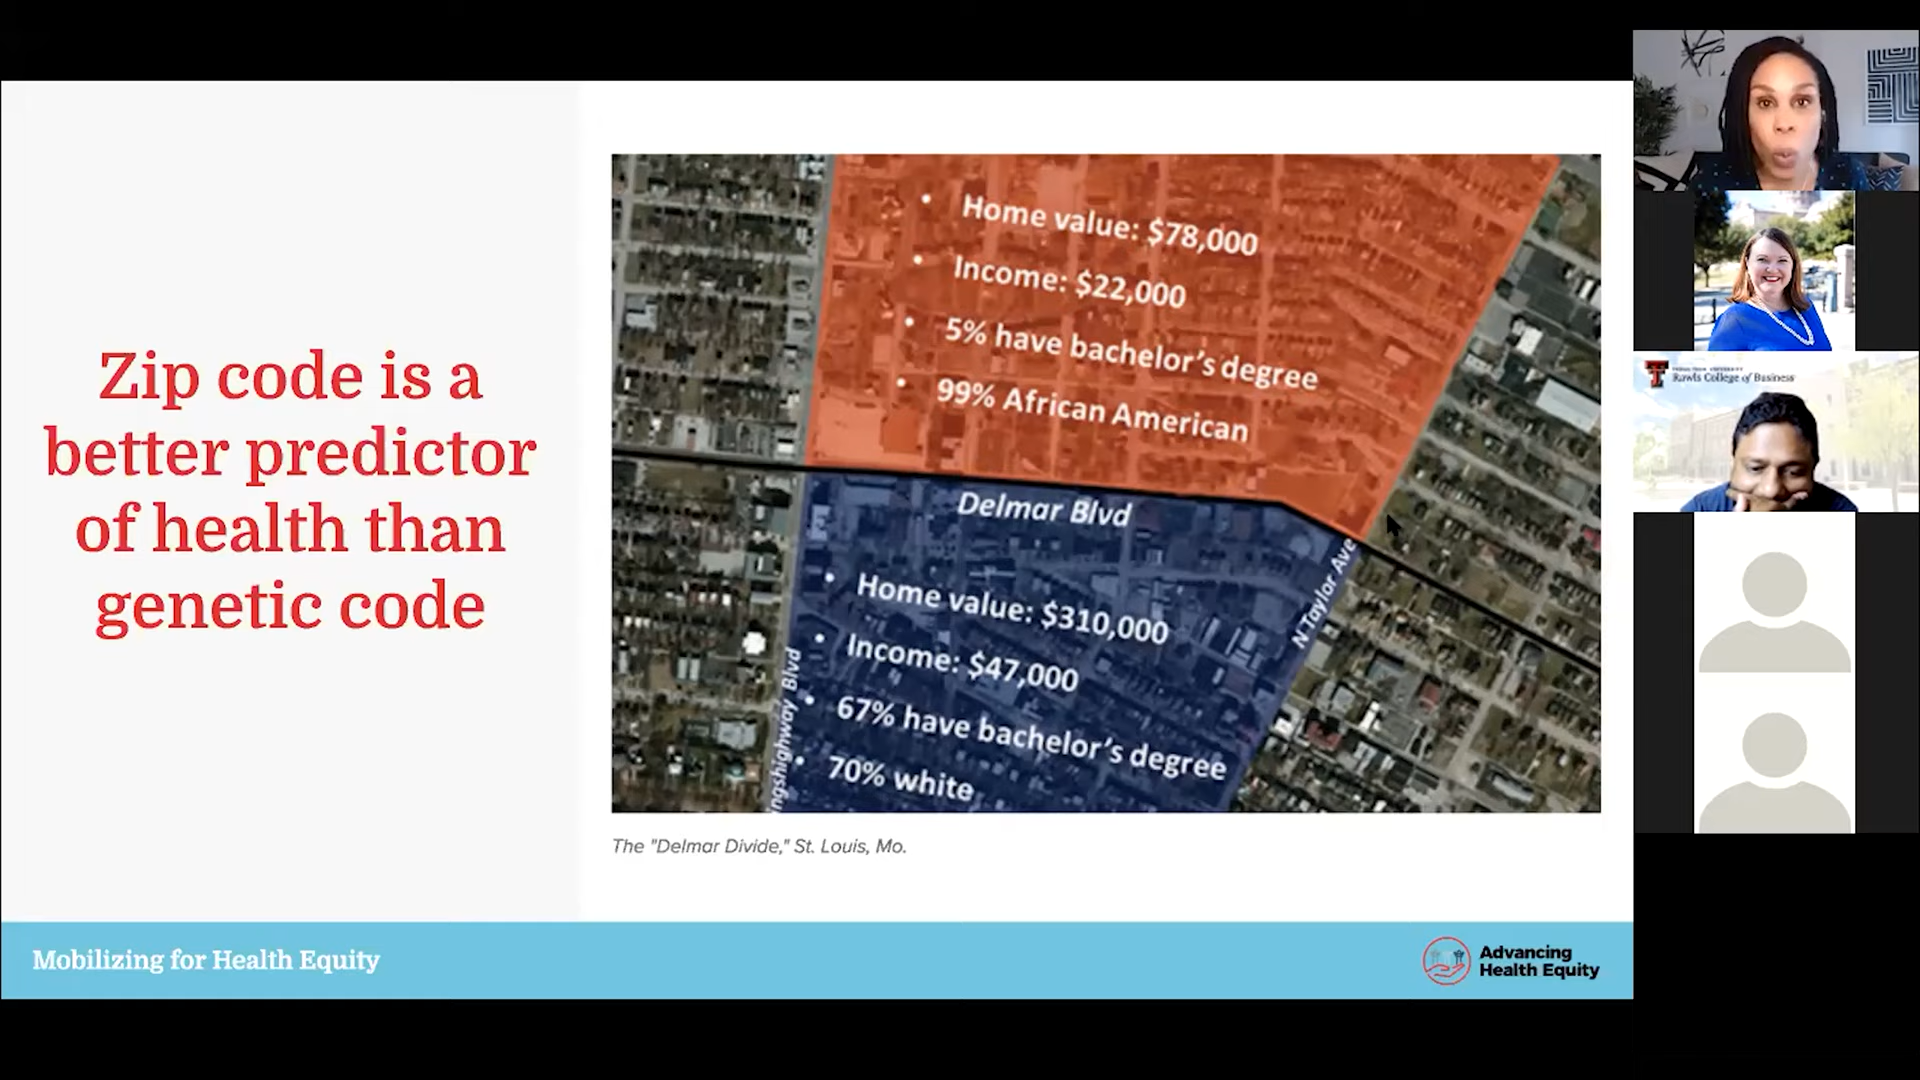 Zip code is a
better predictor
of health than
genetic code
• Home value: $78,000
• Income: $22,000
• 5% have bachelor's degree
• 99% African American
Delmar Blvd
• Home value: $310,000
• Income: $47,000
• 67% have bachelor's degree
• 70% white
ngshighway Blvd
N Taylor Ave
The "Delmar Divide," St. Louis, Mo.
Mobilizing for Health Equity
Advancing
Health Equity
Rawls College of Business